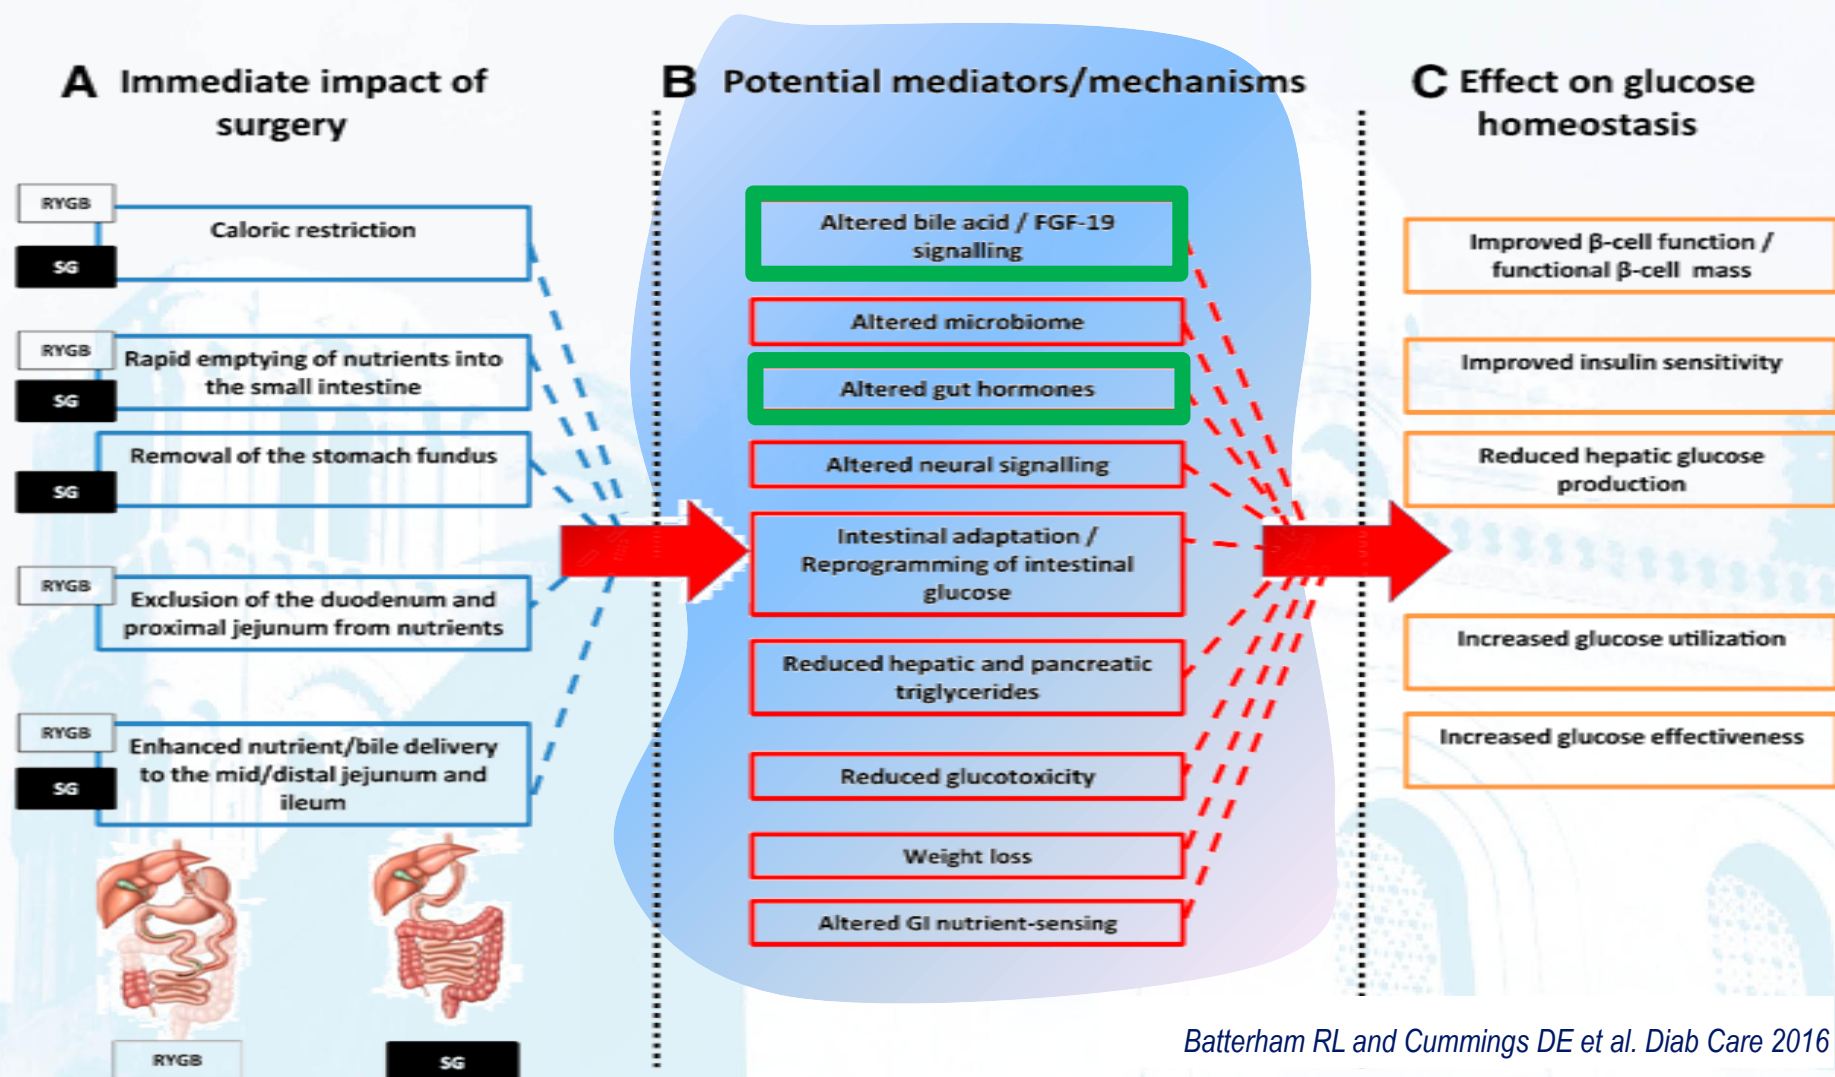 A Immediate impact of
surgery
RYGB
SG
Caloric restriction
RYGB
SG
Rapid emptying of nutrients into
the small intestine
SG
Removal of the stomach fundus
RYGB
Exclusion of the duodenum and
proximal jejunum from nutrients
RYGB
SG
Enhanced nutrient/bile delivery
to the mid/distal jejunum and
ileum
RYGB
SG
B Potential mediators/mechanisms
Altered bile acid / FGF-19
signalling
Altered microbiome
Altered gut hormones
Altered neural signalling
Intestinal adaptation /
Reprogramming of intestinal
glucose
Reduced hepatic and pancreatic
triglycerides
Reduced glucotoxicity
Weight loss
Altered GI nutrient-sensing
C Effect on glucose
homeostasis
Improved β-cell function /
functional β-cell mass
Improved insulin sensitivity
Reduced hepatic glucose
production
Increased glucose utilization
Increased glucose effectiveness
Batterham RL and Cummings DE et al. Diab Care 2016